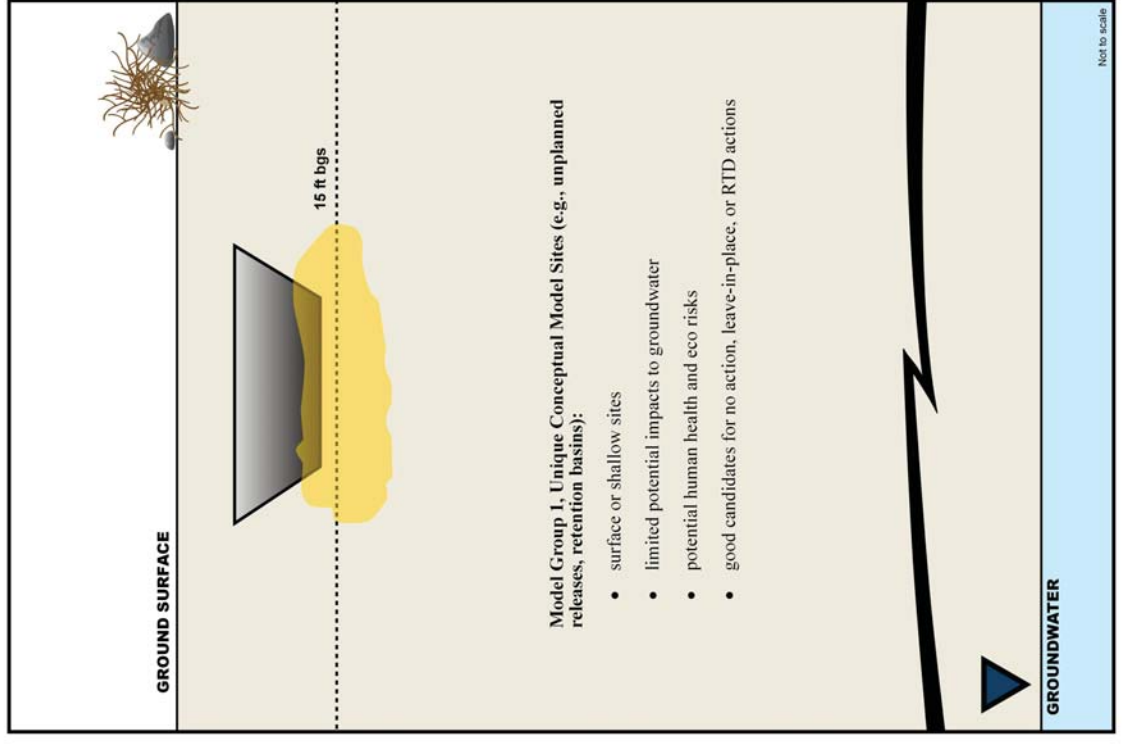 GROUND SURFACE
15 ft bgs
Model Group 1, Unique Conceptual Model Sites (e.g., unplanned
releases, retention basins):
• surface or shallow sites
• limited potential impacts to groundwater
• potential human health and eco risks
• good candidates for no action, leave-in-place, or RTD actions
GROUNDWATER
Not to scale